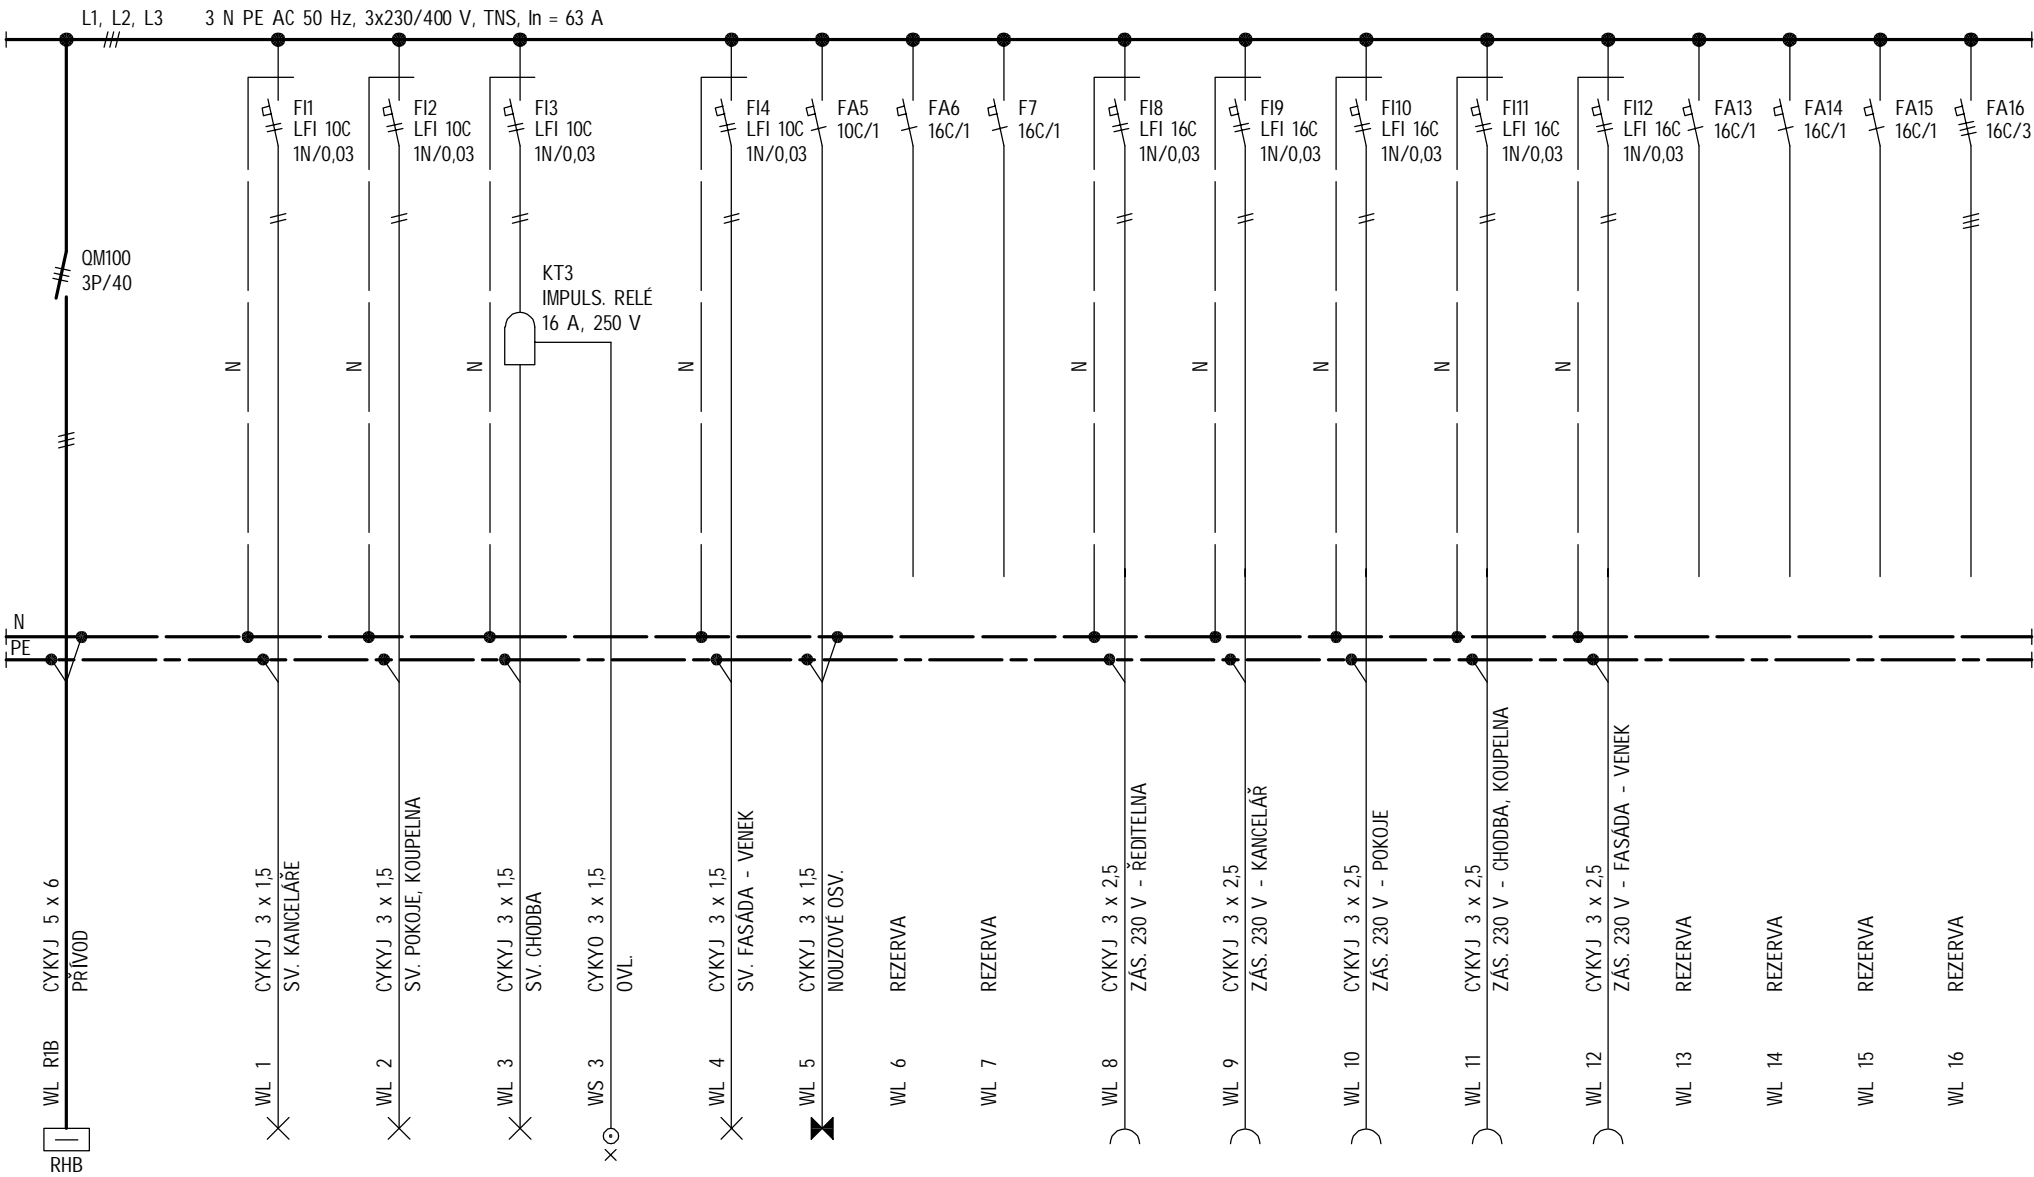 L1, L2, L3 3 N PE AC 50 Hz, 3x230/400 V, TNS, In = 63 A
FI1
LFI 10C
1N/0,03
FI2
LFI 10C
1N/0,03
FI3
LFI 10C
1N/0,03
FI4
LFI 10C
1N/0,03
FA5
10C/1
FA6
16C/1
F7
16C/1
FI8
LFI 16C
1N/0,03
FI9
LFI 16C
1N/0,03
FI10
LFI 16C
1N/0,03
FI11
LFI 16C
1N/0,03
FI12
LFI 16C
1N/0,03
FA13
16C/1
FA14
16C/1
FA15
16C/1
FA16
16C/3
QM100
3P/40
KT3
IMPULS. RELÉ
16 A, 250 V
N
N
N
N
N
N
N
N
N
N
PE
WL R1B CYKYJ 5 x 6
PŘÍVOD
WL 1 CYKYJ 3 x 1,5
SV. KANCELÁŘE
WL 2 CYKYJ 3 x 1,5
SV. POKOJE, KOUPELNA
WL 3 CYKYJ 3 x 1,5
SV. CHODBA
WS 3 CYKYO 3 x 1,5
OVL.
WL 4 CYKYJ 3 x 1,5
SV. FASÁDA - VENEK
WL 5 CYKYJ 3 x 1,5
NOUZOVÉ OSV.
WL 6 REZERVA
WL 7 REZERVA
WL 8 CYKYJ 3 x 2,5
ZÁS. 230 V - ŘEDITELNA
WL 9 CYKYJ 3 x 2,5
ZÁS. 230 V - KANCELÁŘ
WL 10 CYKYJ 3 x 2,5
ZÁS. 230 V - POKOJE
WL 11 CYKYJ 3 x 2,5
ZÁS. 230 V - CHODBA, KOUPELNA
WL 12 CYKYJ 3 x 2,5
ZÁS. 230 V - FASÁDA - VENEK
WL 13 REZERVA
WL 14 REZERVA
WL 15 REZERVA
WL 16 REZERVA
RHB